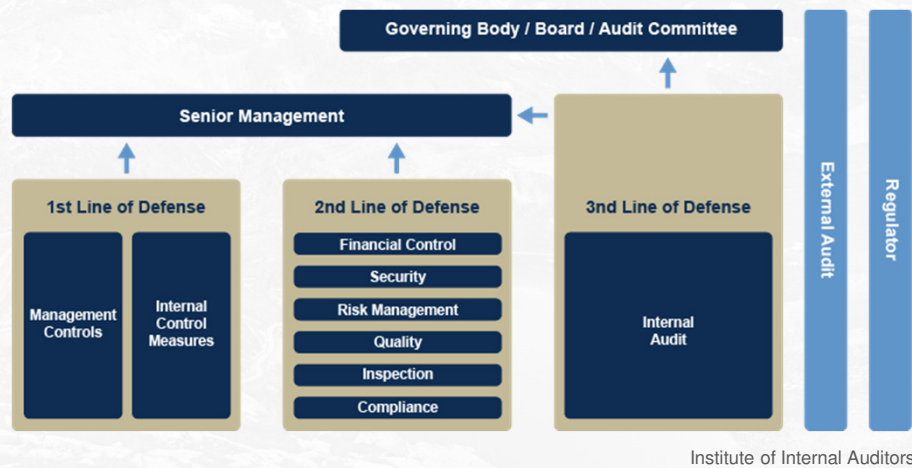 Governing Body / Board / Audit Committee
Senior Management
1st Line of Defense
Management
Controls
Internal
Control
Measures
2nd Line of Defense
Financial Control
Security
Risk Management
Quality
Inspection
Compliance
3nd Line of Defense
Internal
Audit
External Audit
Regulator
Institute of Internal Auditors